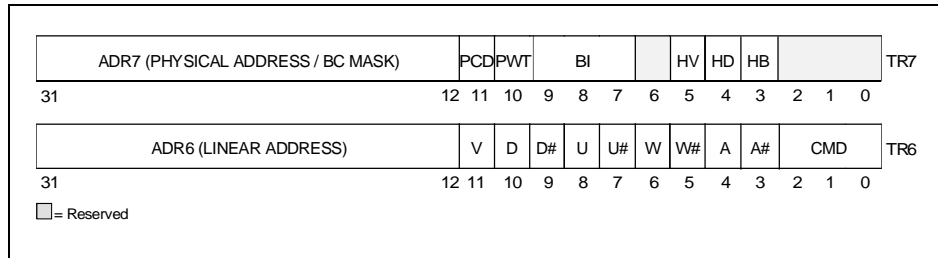 ADR7 (PHYSICAL ADDRESS / BC MASK) PCD PWT BI HV HD HB TR7
31 12 11 10 9 8 7 6 5 4 3 2 1 0
ADR6 (LINEAR ADDRESS) V D D# U U# W W# A A# CMD TR6
31 12 11 10 9 8 7 6 5 4 3 2 1 0
= Reserved